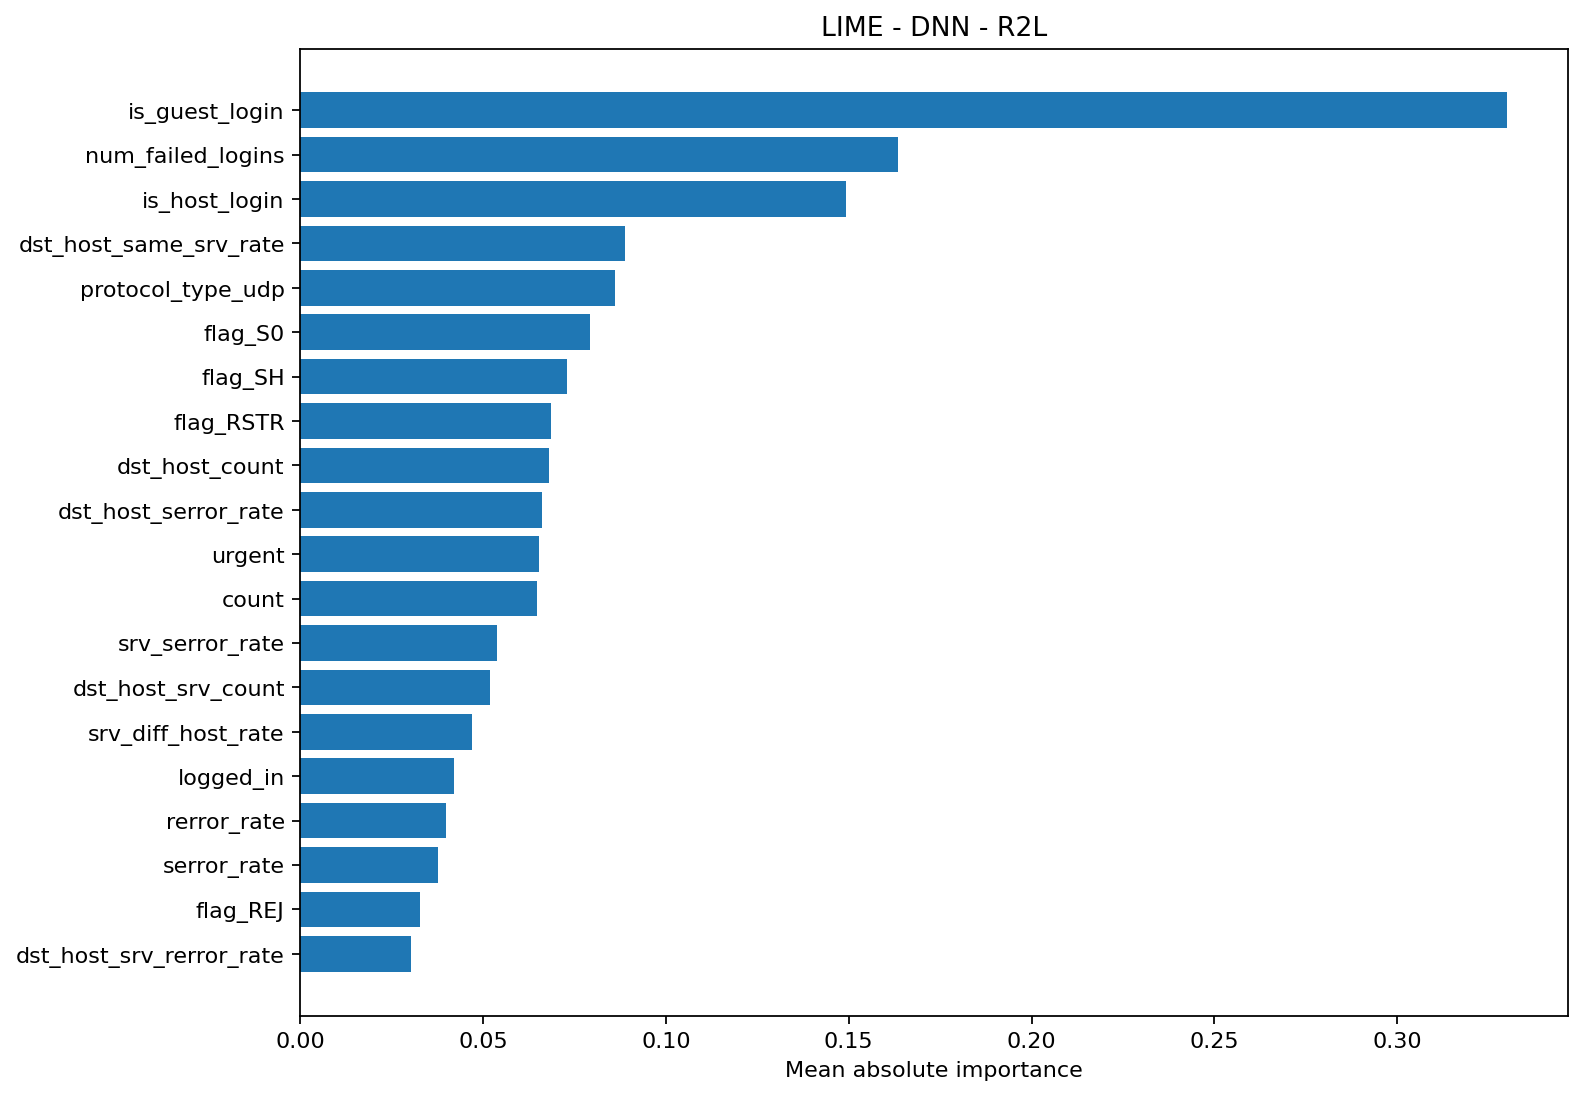 LIME - DNN - R2L
is_guest_login
num_failed_logins
is_host_login
dst_host_same_srv_rate
protocol_type_udp
flag_S0
flag_SH
flag_RSTR
dst_host_count
dst_host_serror_rate
urgent
count
srv_serror_rate
dst_host_srv_count
srv_diff_host_rate
logged_in
rerror_rate
serror_rate
flag_REJ
dst_host_srv_rerror_rate
0.00 0.05 0.10 0.15 0.20 0.25 0.30
Mean absolute importance